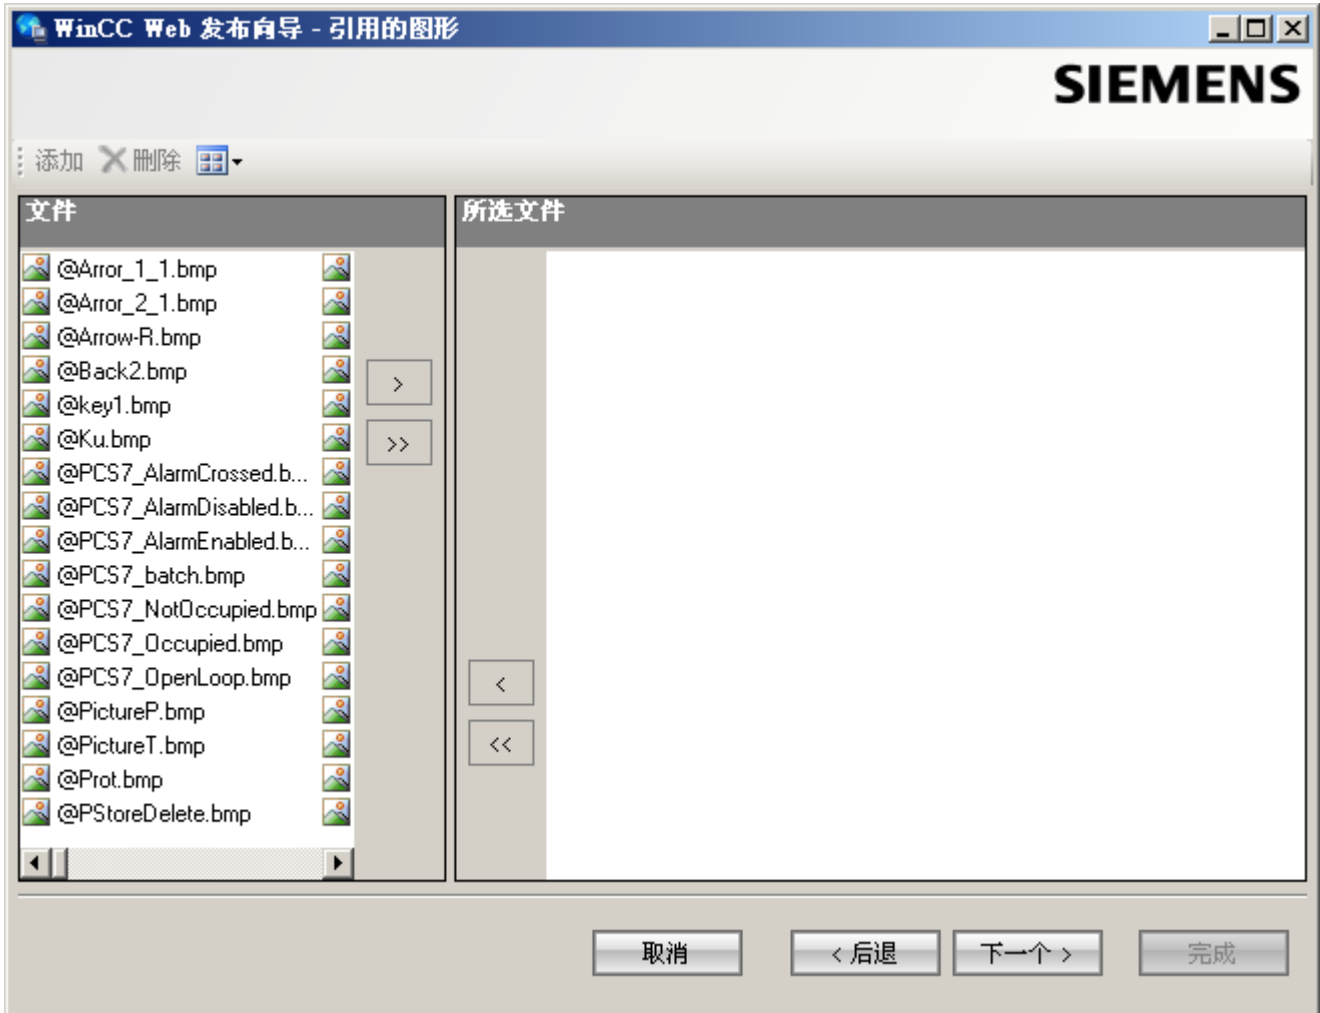 WinCC Web 发布向导 - 引用的图形
SIEMENS
添加 删除
文件
所选文件
@Arror_1_1.bmp
@Arror_2_1.bmp
@Arrow-R.bmp
@Back2.bmp
@key1.bmp
@Ku.bmp
@PCS7_AlarmCrossed.b...
@PCS7_AlarmDisabled.b...
@PCS7_AlarmEnabled.b...
@PCS7_batch.bmp
@PCS7_NotOccupied.bmp
@PCS7_Occupied.bmp
@PCS7_OpenLoop.bmp
@PictureP.bmp
@PictureT.bmp
@Prot.bmp
@PStoreDelete.bmp
>
>>
<
<<
取消
< 后退
下一个 >
完成